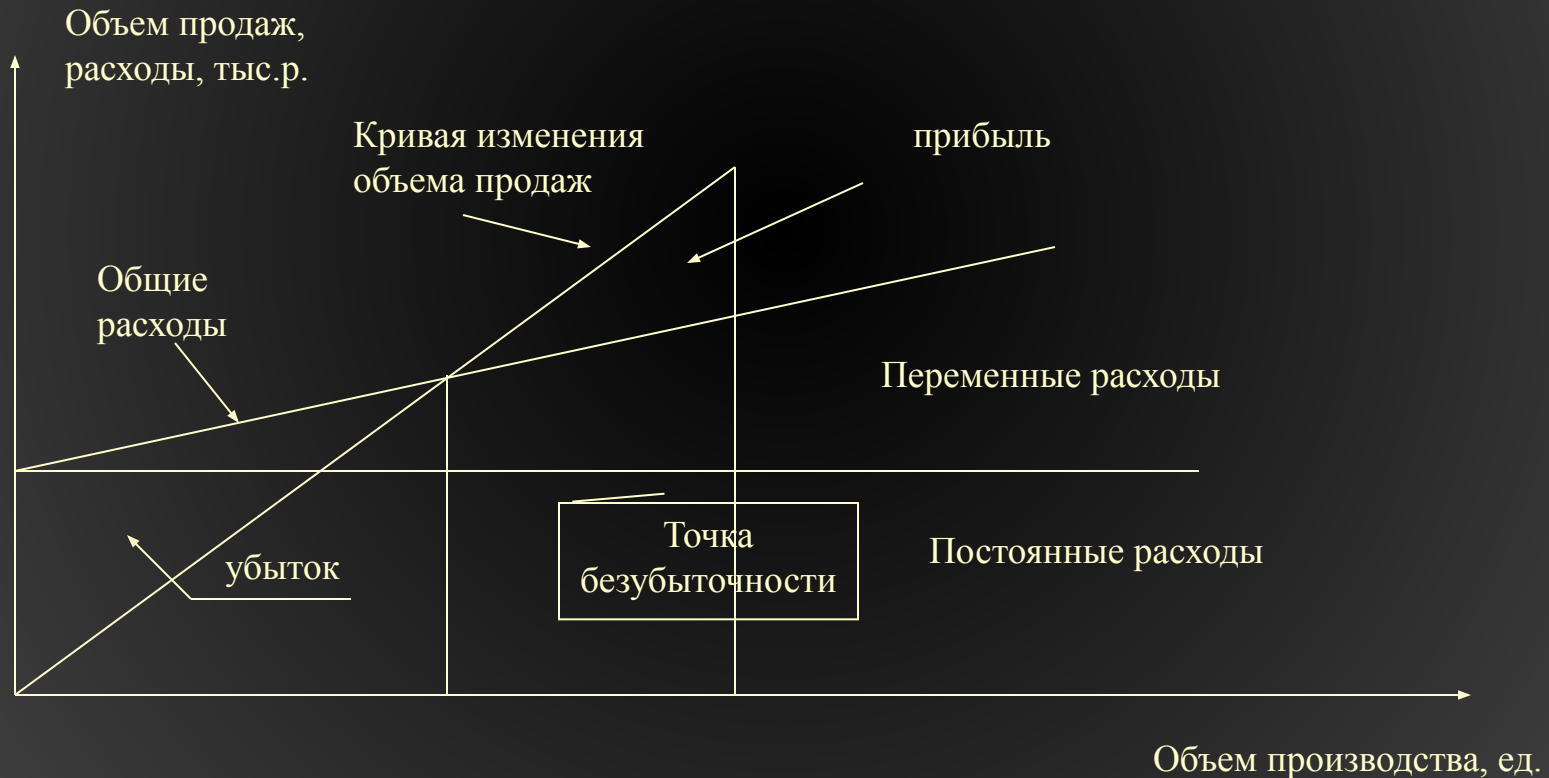 Объем продаж,
расходы, тыс.р.
Кривая изменения
объема продаж
прибыль
Общие
расходы
Переменные расходы
Точка
безубыточности
Постоянные расходы
убыток
Объем производства, ед.